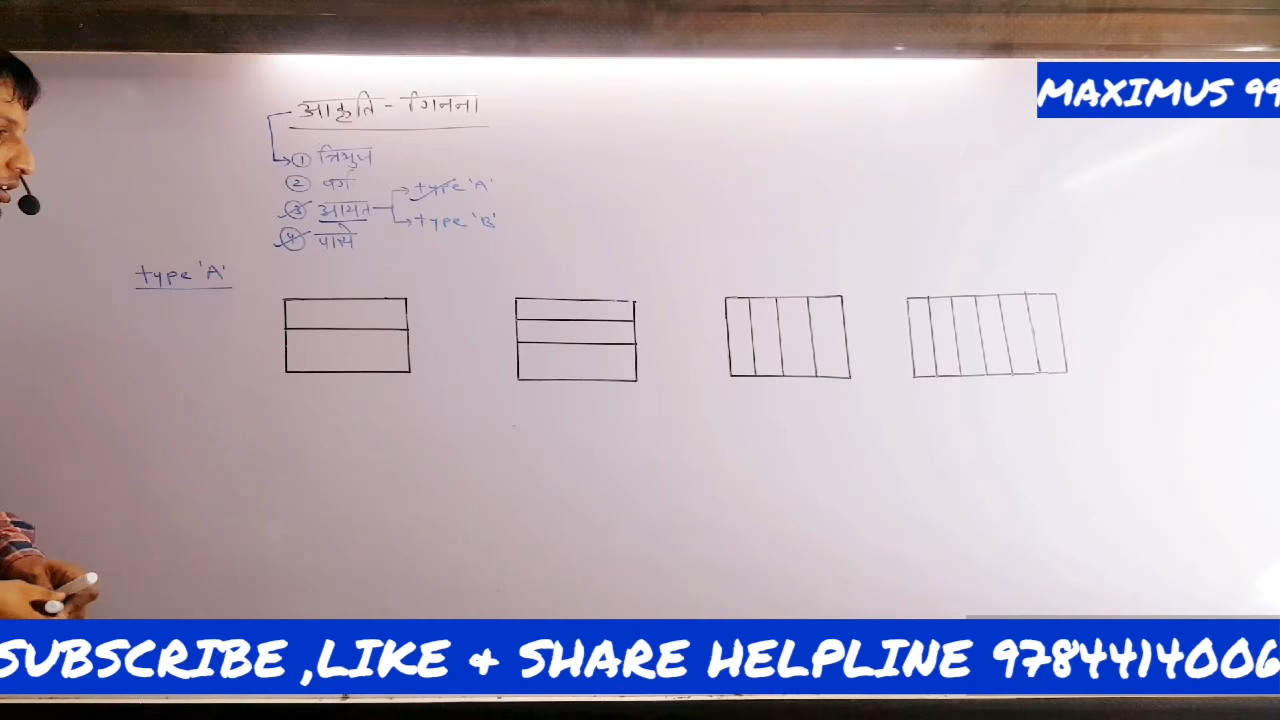 MAXIMUS 99
आकृति - गिनना
① त्रिभुज
② वर्ग
③ आयत
type 'A'
type 'B'
④ पासे
type 'A'
SUBSCRIBE ,LIKE & SHARE HELPLINE 9784414006